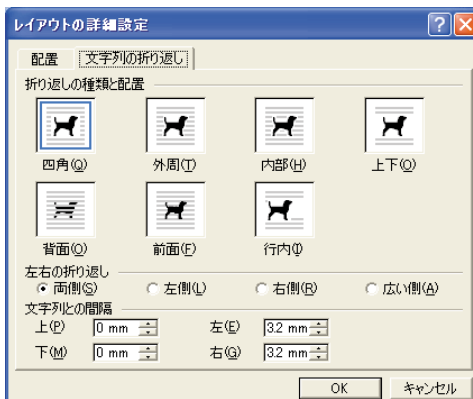 レイアウトの詳細設定
配置 文字列の折り返し
折り返しの種類と配置
四角(Q) 外周(T) 内部(H) 上下(O)
背面(O) 前面(F) 行内(I)
左右の折り返し
両側(S) 左側(L) 右側(R) 広い側(A)
文字列との間隔
上(P) 0 mm 左(E) 3.2 mm
下(M) 0 mm 右(G) 3.2 mm
OK キャンセル